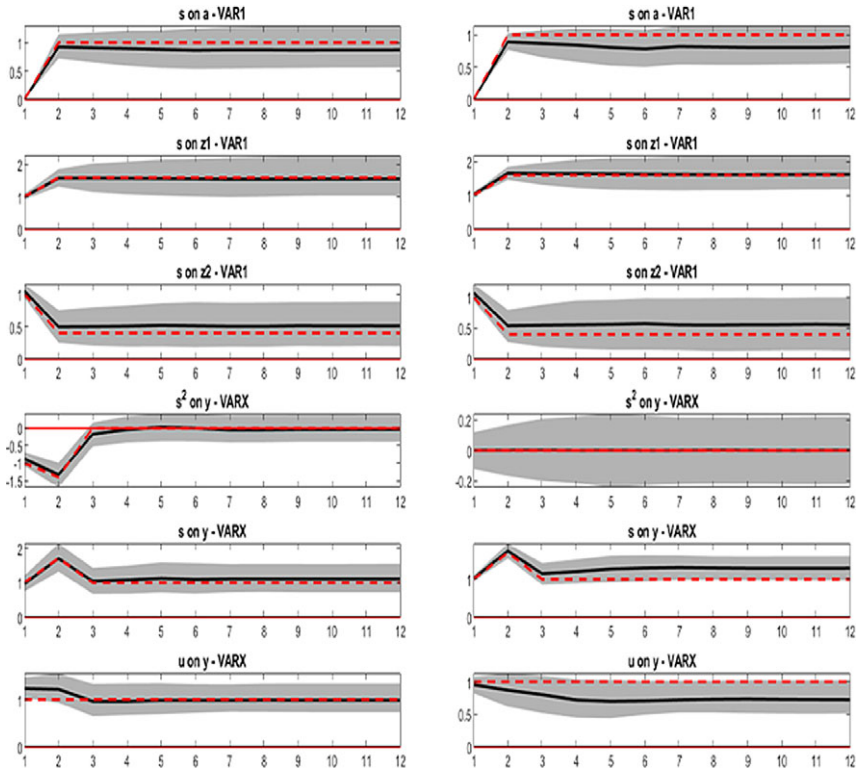 s on a - VAR1
1
0.5
0
1 2 3 4 5 6 7 8 9 10 11 12
s on a - VAR1
1
0.5
0
1 2 3 4 5 6 7 8 9 10 11 12
s on z1 - VAR1
2
1
0
1 2 3 4 5 6 7 8 9 10 11 12
s on z1 - VAR1
2
1
0
1 2 3 4 5 6 7 8 9 10 11 12
s on z2 - VAR1
1
0.5
0
1 2 3 4 5 6 7 8 9 10 11 12
s on z2 - VAR1
1
0.5
0
1 2 3 4 5 6 7 8 9 10 11 12
s² on y - VARX
0
-0.5
-1
-1.5
1 2 3 4 5 6 7 8 9 10 11 12
s² on y - VARX
0.2
0
-0.2
1 2 3 4 5 6 7 8 9 10 11 12
s on y - VARX
2
1
0
1 2 3 4 5 6 7 8 9 10 11 12
s on y - VARX
2
1
0
1 2 3 4 5 6 7 8 9 10 11 12
u on y - VARX
1
0
1 2 3 4 5 6 7 8 9 10 11 12
u on y - VARX
1
0.5
0
1 2 3 4 5 6 7 8 9 10 11 12